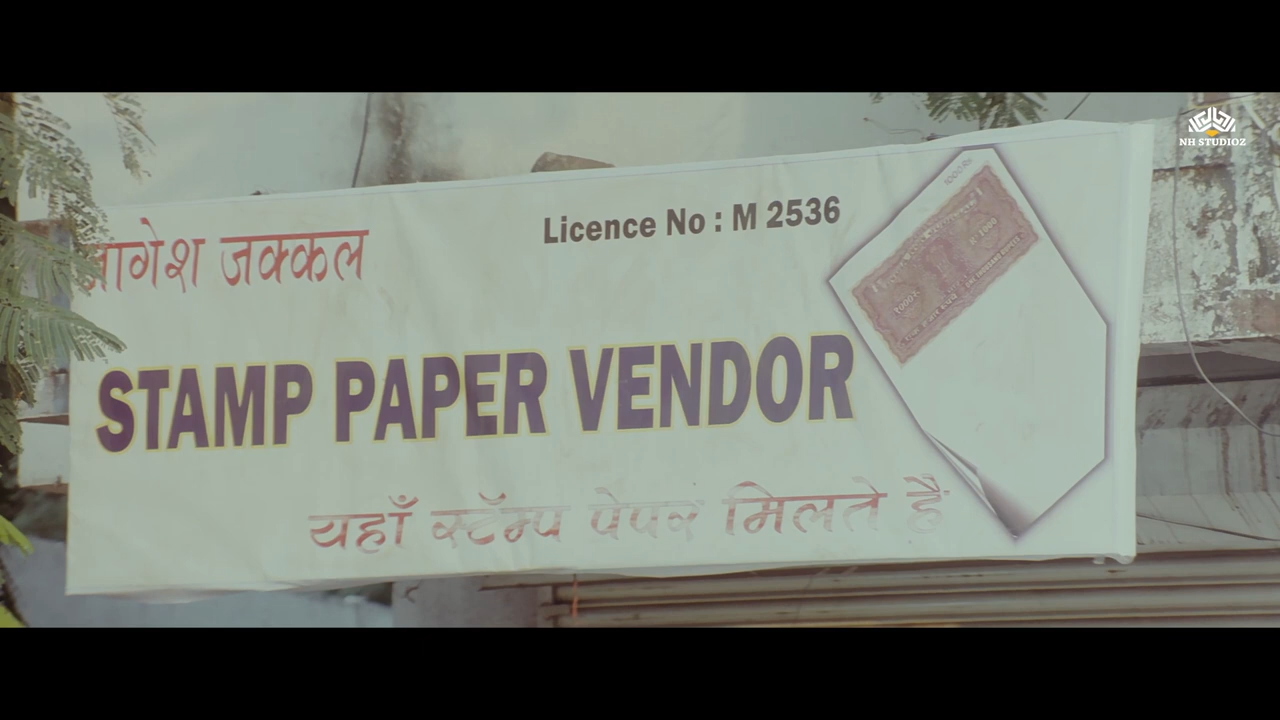 NH STUDIOZ
Licence No : M 2536
जक्कल
STAMP PAPER VENDOR
यहाँ स्टॅम्प पेपर मिलते हैं